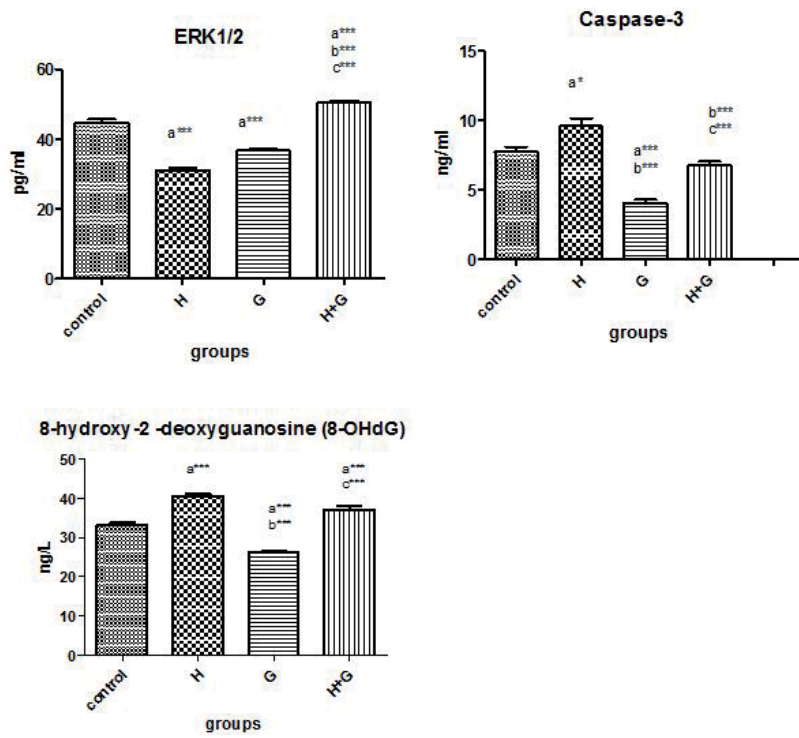 ERK1/2
a***
b***
c***
a***
a***
60
40
20
0
pg/ml
control
H
G
H+G
groups
Caspase-3
a*
b***
c***
a***
b***
15
10
5
0
ng/ml
control
H
G
H+G
groups
8-hydroxy-2 -deoxyguanosine (8-OHdG)
a***
a***
c***
a***
b***
50
40
30
20
10
0
ng/L
control
H
G
H+G
groups